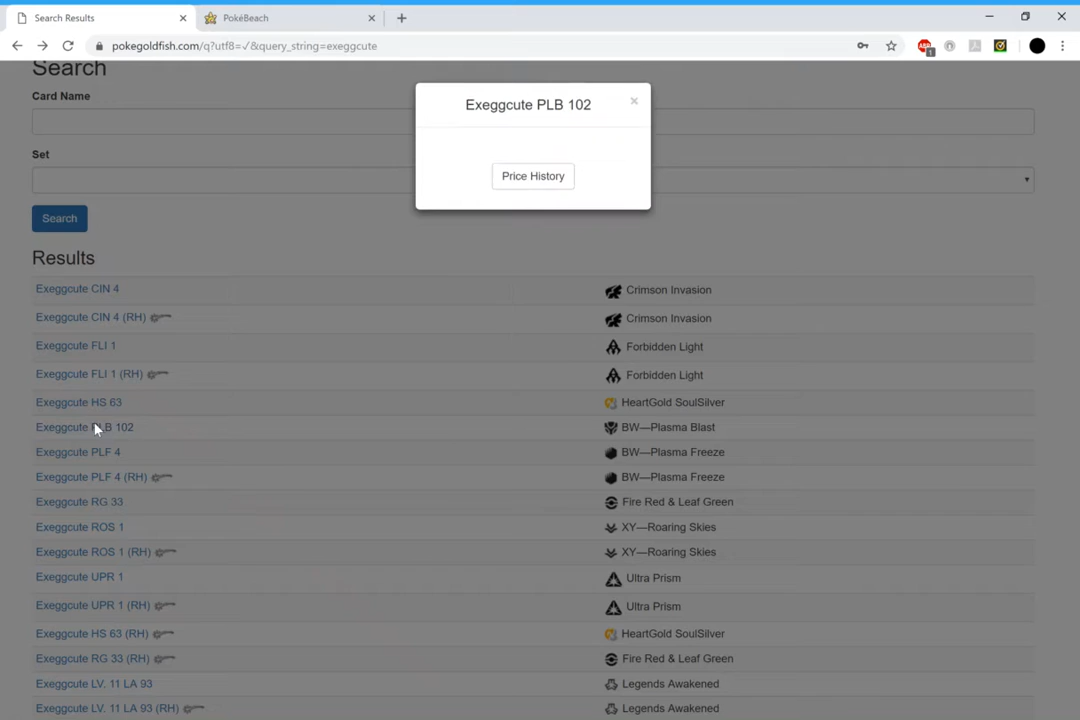 Search Results
PokéBeach
pokegoldfish.com/q?utf8=✓&query_string=exeggcute
1
Search
Card Name
Exeggcute PLB 102
×
Set
Price History
Search
Results
Exeggcute CIN 4 Crimson Invasion
Exeggcute CIN 4 (RH) Crimson Invasion
Exeggcute FLI 1 Forbidden Light
Exeggcute FLI 1 (RH) Forbidden Light
Exeggcute HS 63 HeartGold SoulSilver
Exeggcute PLB 102 BW—Plasma Blast
Exeggcute PLF 4 BW—Plasma Freeze
Exeggcute PLF 4 (RH) BW—Plasma Freeze
Exeggcute RG 33 Fire Red & Leaf Green
Exeggcute ROS 1 XY—Roaring Skies
Exeggcute ROS 1 (RH) XY—Roaring Skies
Exeggcute UPR 1 Ultra Prism
Exeggcute UPR 1 (RH) Ultra Prism
Exeggcute HS 63 (RH) HeartGold SoulSilver
Exeggcute RG 33 (RH) Fire Red & Leaf Green
Exeggcute LV. 11 LA 93 Legends Awakened
Exeggcute LV. 11 LA 93 (RH) Legends Awakened